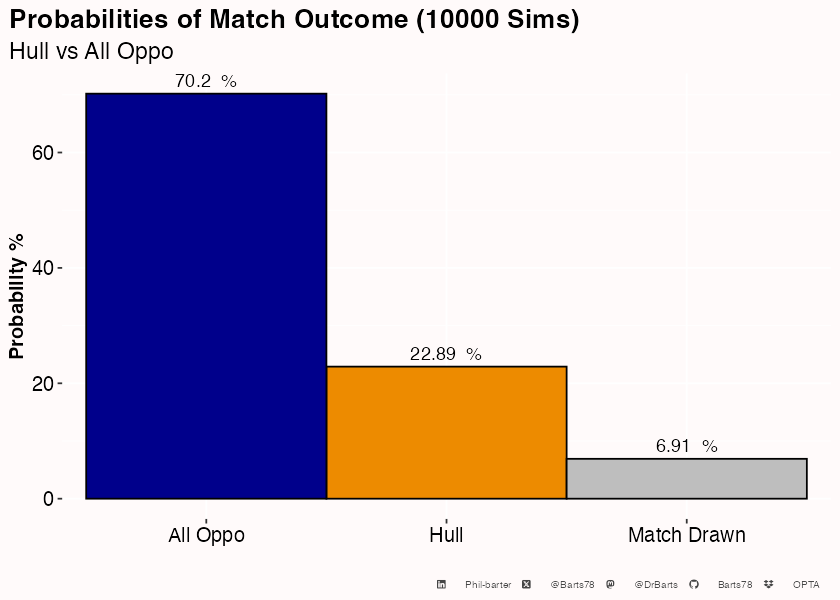 Probabilities of Match Outcome (10000 Sims)
Hull vs All Oppo
70.2 %
60
22.89 %
40
Probability %
20
6.91 %
0
All Oppo Hull Match Drawn
Phil-barter @Barts78 @DrBarts Barts78 OPTA